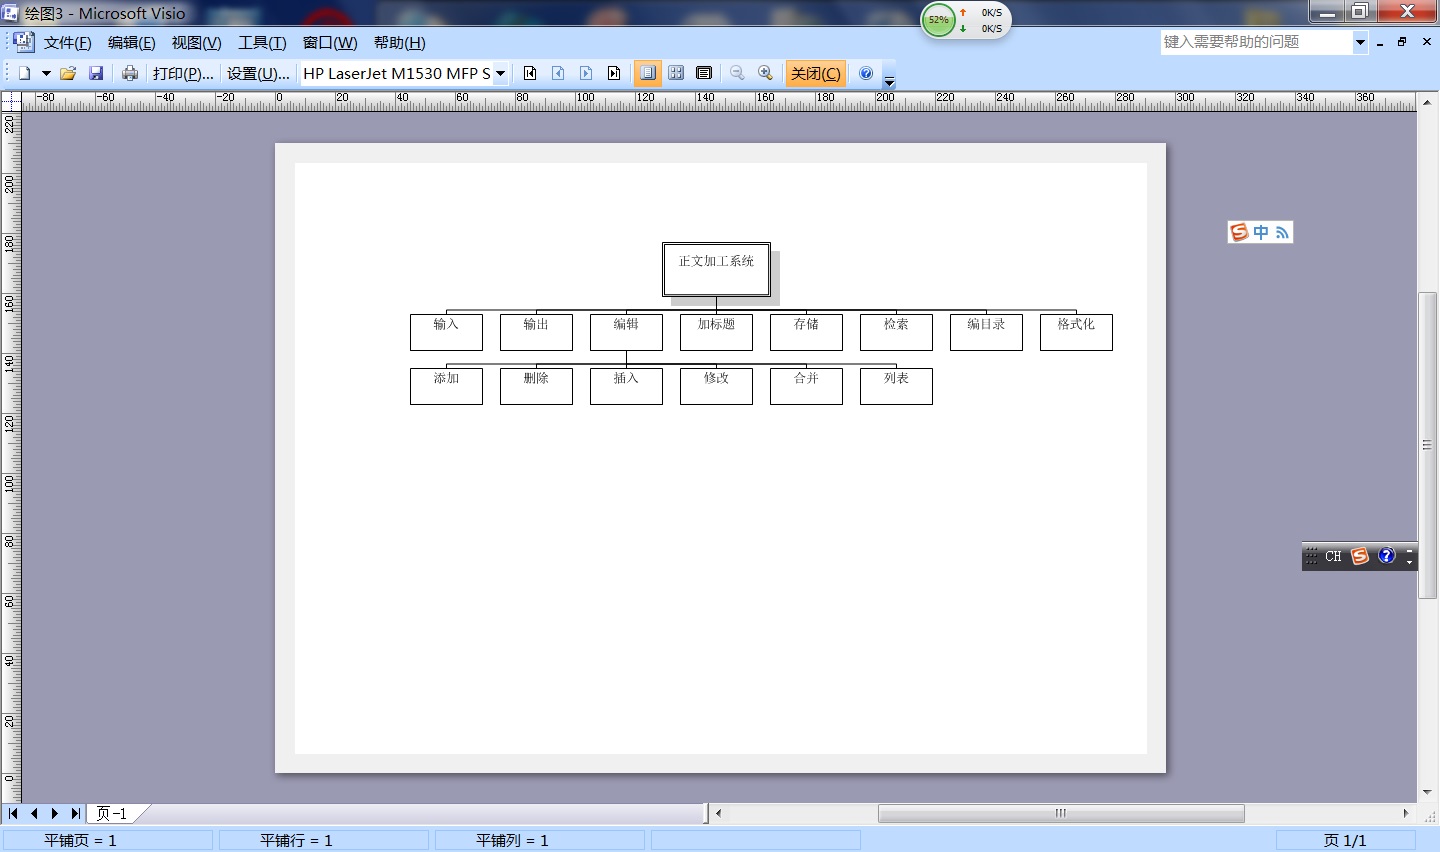 绘图3 - Microsoft Visio
52% 0K/S
0K/S
文件(F) 编辑(E) 视图(V) 工具(T) 窗口(W) 帮助(H) 键入需要帮助的问题
打印(P)... 设置(U)... HP LaserJet M1530 MFP S 关闭(C)
-80 -60 -40 -20 0 20 40 60 80 100 120 140 160 180 200 220 240 260 280 300 320 340 360
220
200
180
160
140
120
100
80
60
40
20
0
中
正文加工系统
输入 输出 编辑 加标题 存储 检索 编目录 格式化
添加 删除 插入 修改 合并 列表
CH
页-1
平铺页 = 1 平铺行 = 1 平铺列 = 1 页 1/1